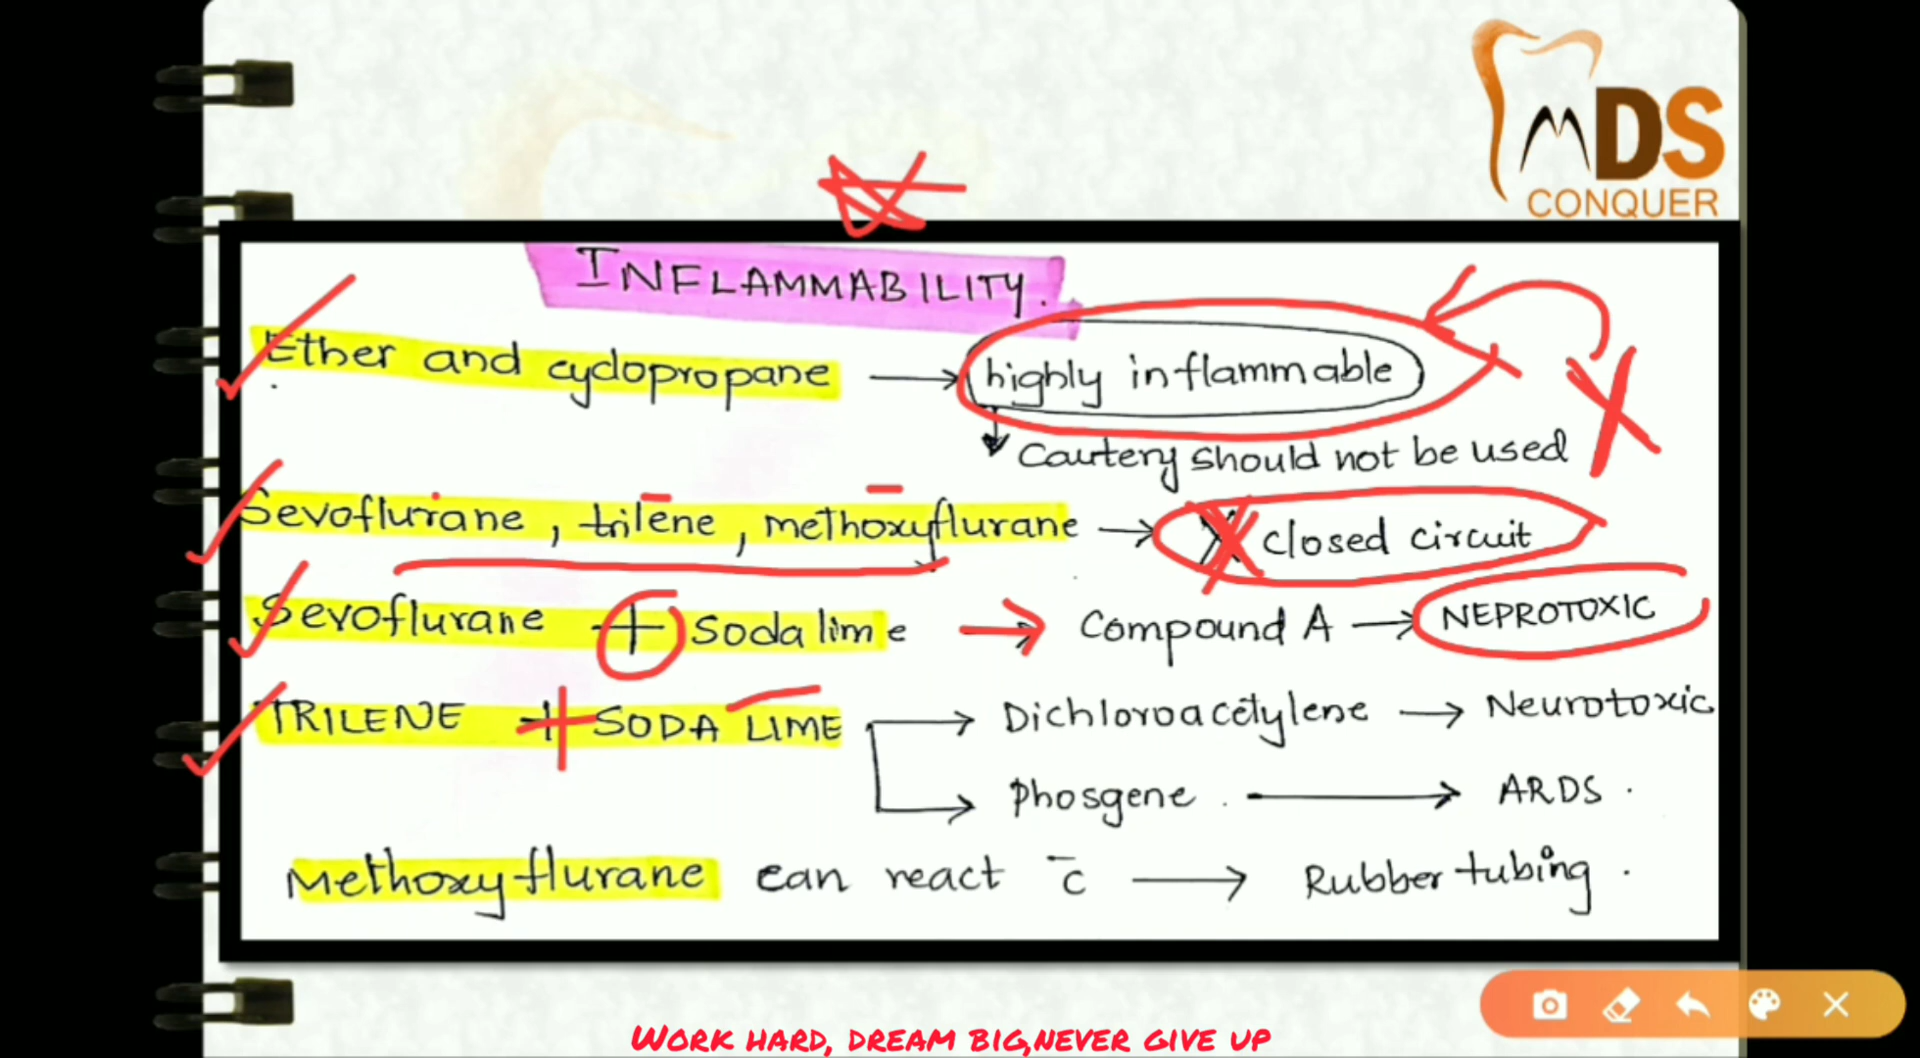 MDS
CONQUER
INFLAMMABILITY.
Ether and cyclopropane → highly inflammable
Cautery should not be used
Sevoflurane, trilene, methoxyflurane → X closed circuit
Sevoflurane + Soda lime → Compound A → NEPROTOXIC
TRILENE + SODA LIME → Dichloroacetylene → Neurotoxic
→ Phosgene. → ARDS.
Methoxyflurane can react c̄ → Rubber tubing.
WORK HARD, DREAM BIG,NEVER GIVE UP